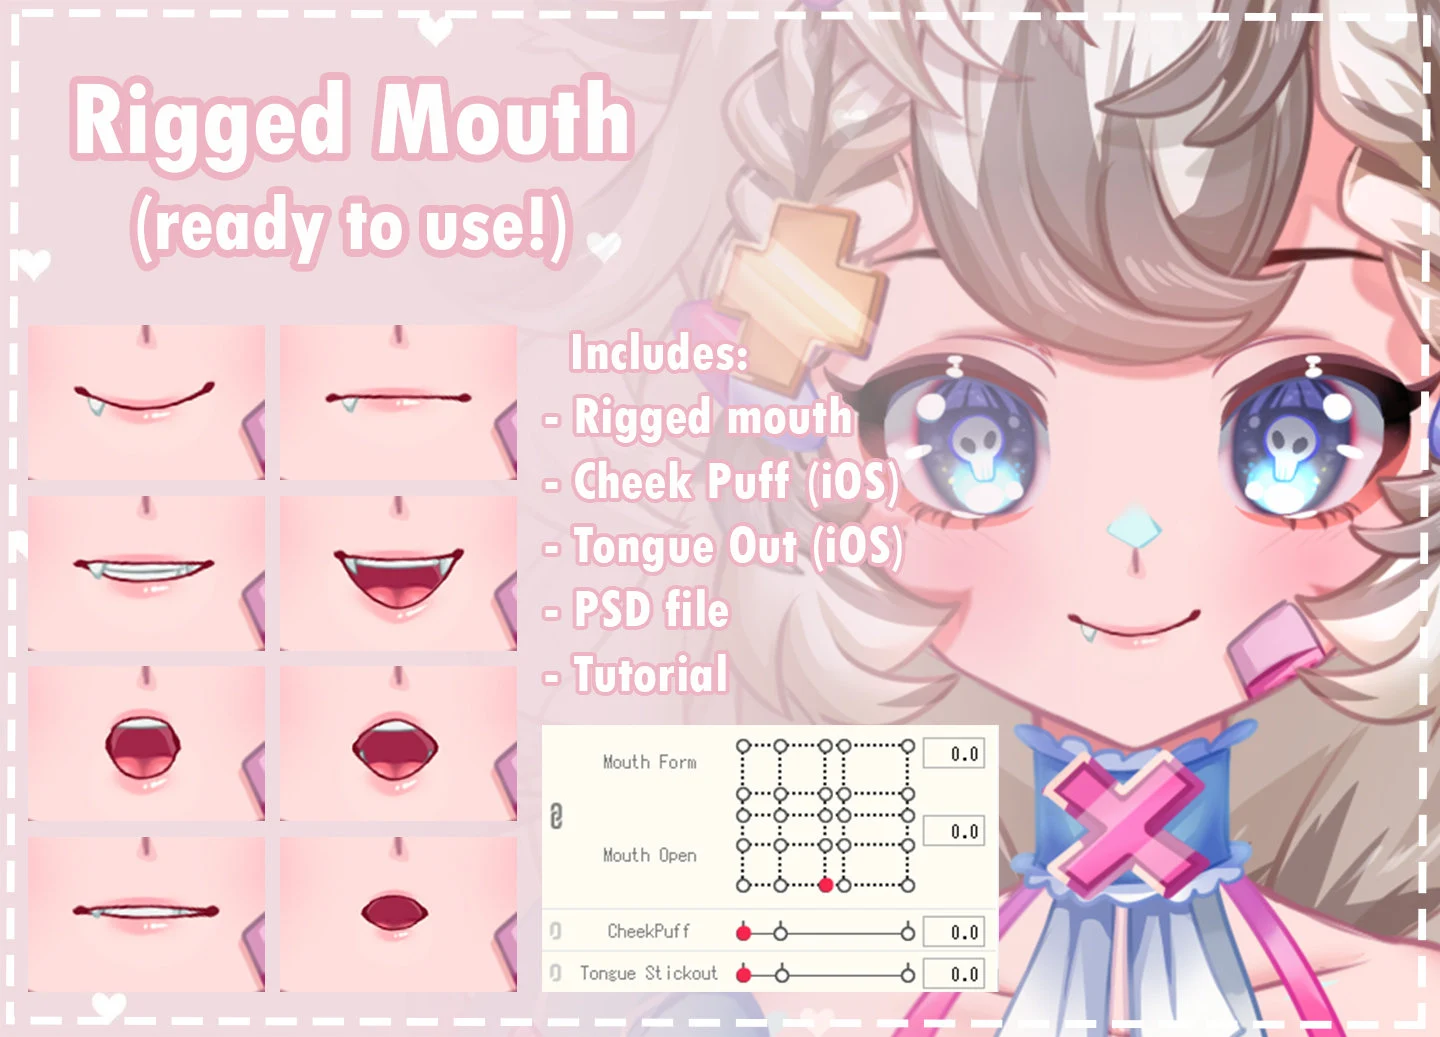 Rigged Mouth
(ready to use!)
Includes:
- Rigged mouth
- Cheek Puff (iOS)
- Tongue Out (iOS)
- PSD file
- Tutorial
Mouth Form 0.0
Mouth Open 0.0
CheekPuff 0.0
Tongue Stickout 0.0